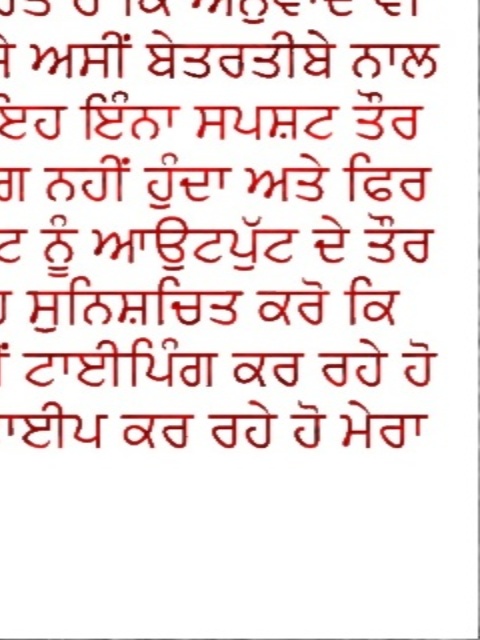 ਅਸੀਂ ਬੇਤਰਤੀਬੇ ਨਾਲ
ਇਹ ਇੰਨਾ ਸਪਸ਼ਟ ਤੌਰ
ਨਹੀਂ ਹੁੰਦਾ ਅਤੇ ਫਿਰ
ਨੂੰ ਆਉਟਪੁੱਟ ਦੇ ਤੌਰ
ਸੁਨਿਸ਼ਚਿਤ ਕਰੋ ਕਿ
ਟਾਈਪਿੰਗ ਕਰ ਰਹੇ ਹੋ
ਕਰ ਰਹੇ ਹੋ ਮੇਰਾ